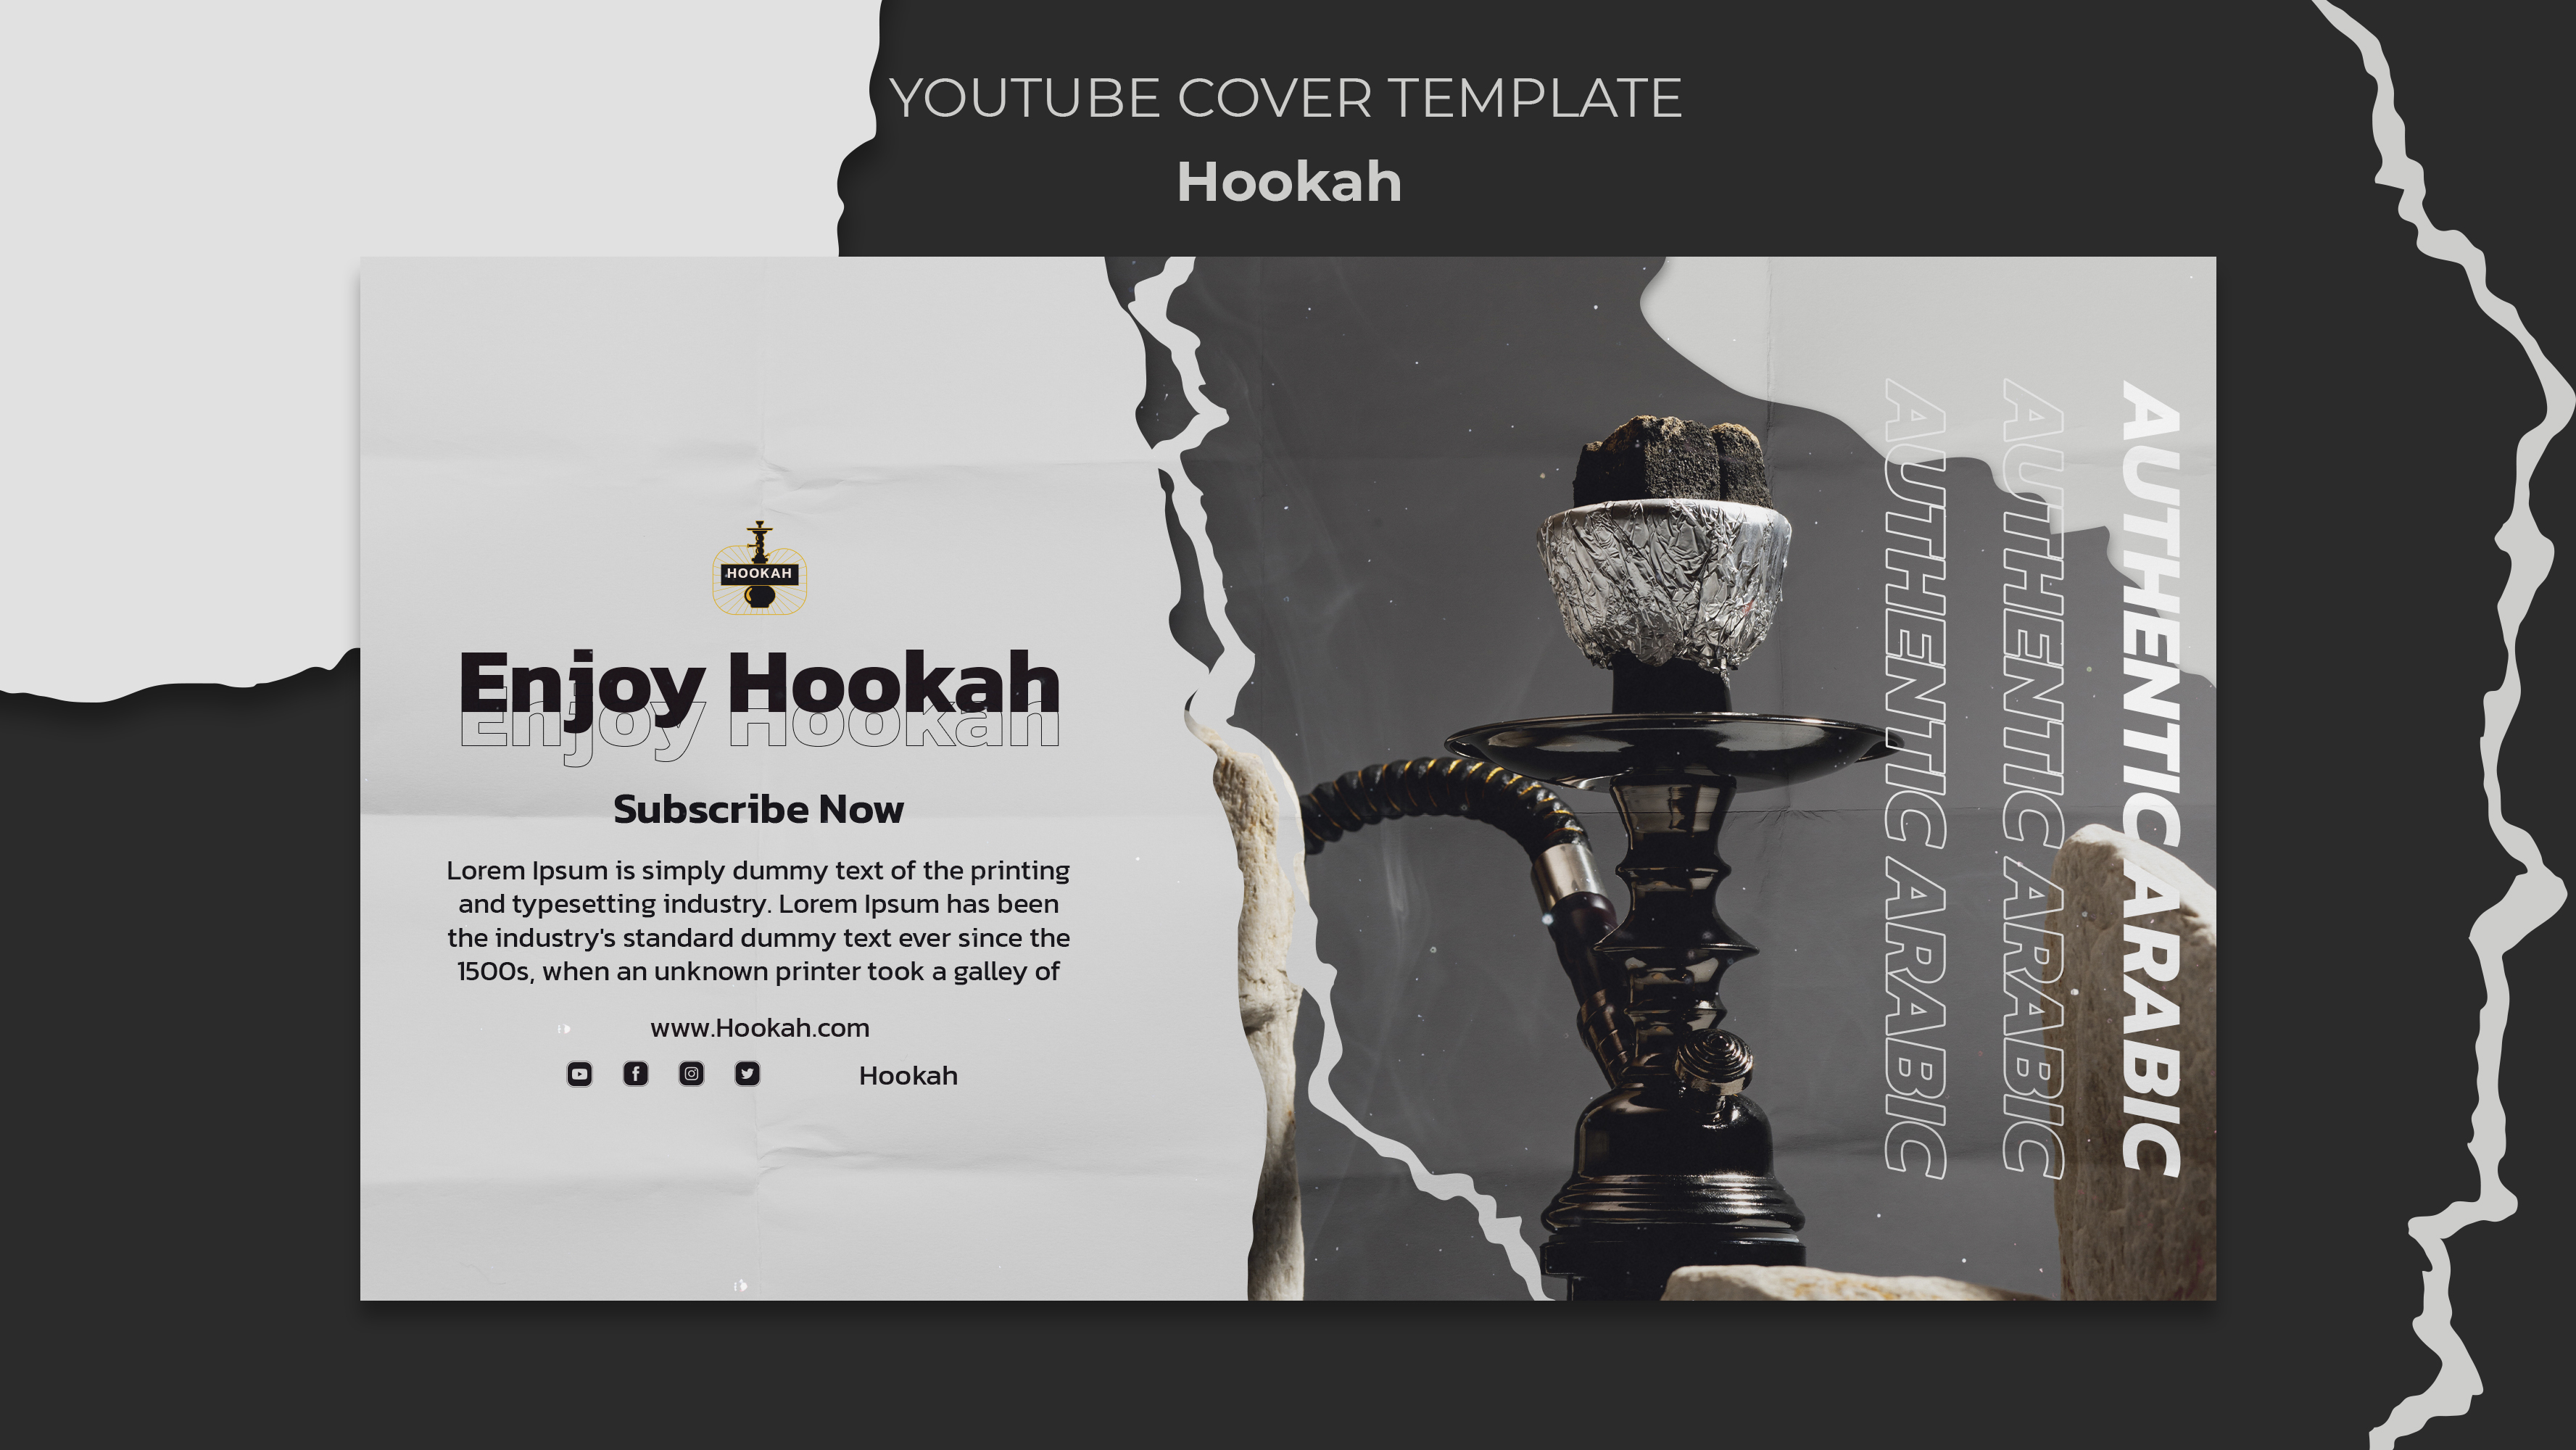 YOUTUBE COVER TEMPLATE
Hookah
HOOKAH
Enjoy Hookah
Enjoy Hookah
Subscribe Now
Lorem Ipsum is simply dummy text of the printing
and typesetting industry. Lorem Ipsum has been
the industry's standard dummy text ever since the
1500s, when an unknown printer took a galley of
www.Hookah.com
Hookah
AUTHENTIC ARABIC
AUTHENTIC ARABIC
AUTHENTIC ARABIC